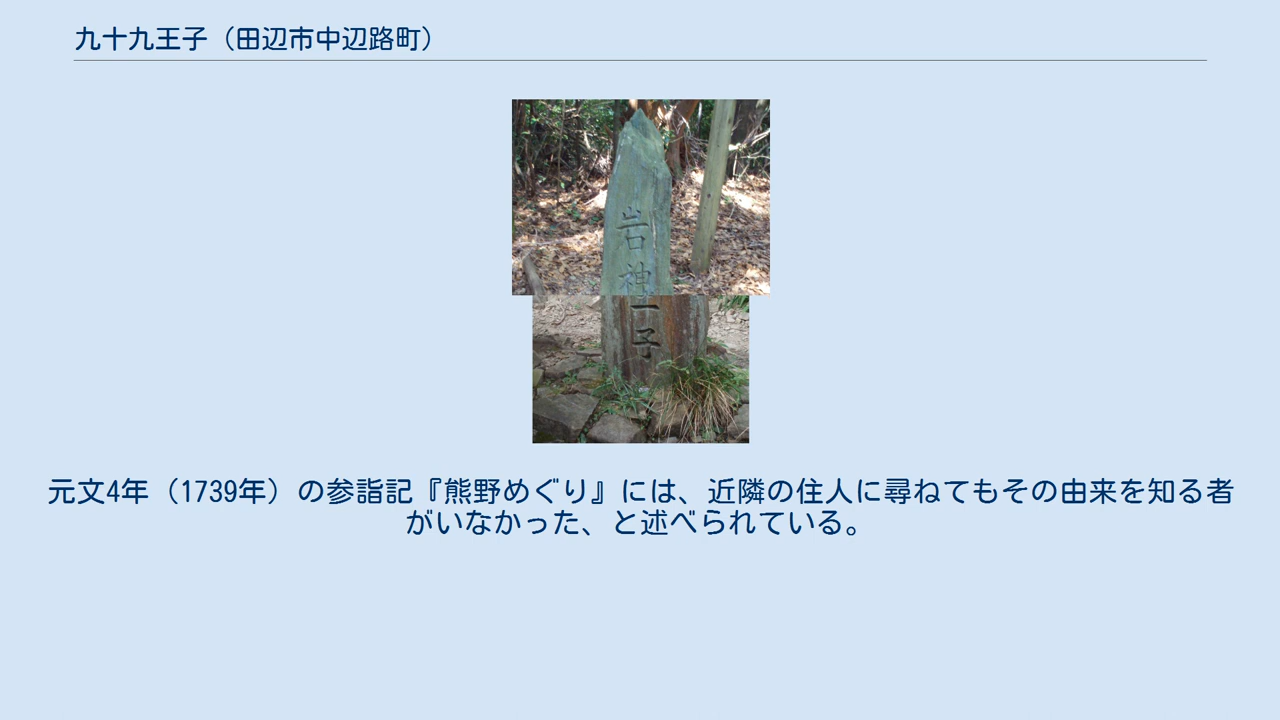 九十九王子（田辺市中辺路町）
岩神
子
元文4年（1739年）の参詣記『熊野めぐり』には、近隣の住人に尋ねてもその由来を知る者
がいなかった、と述べられている。